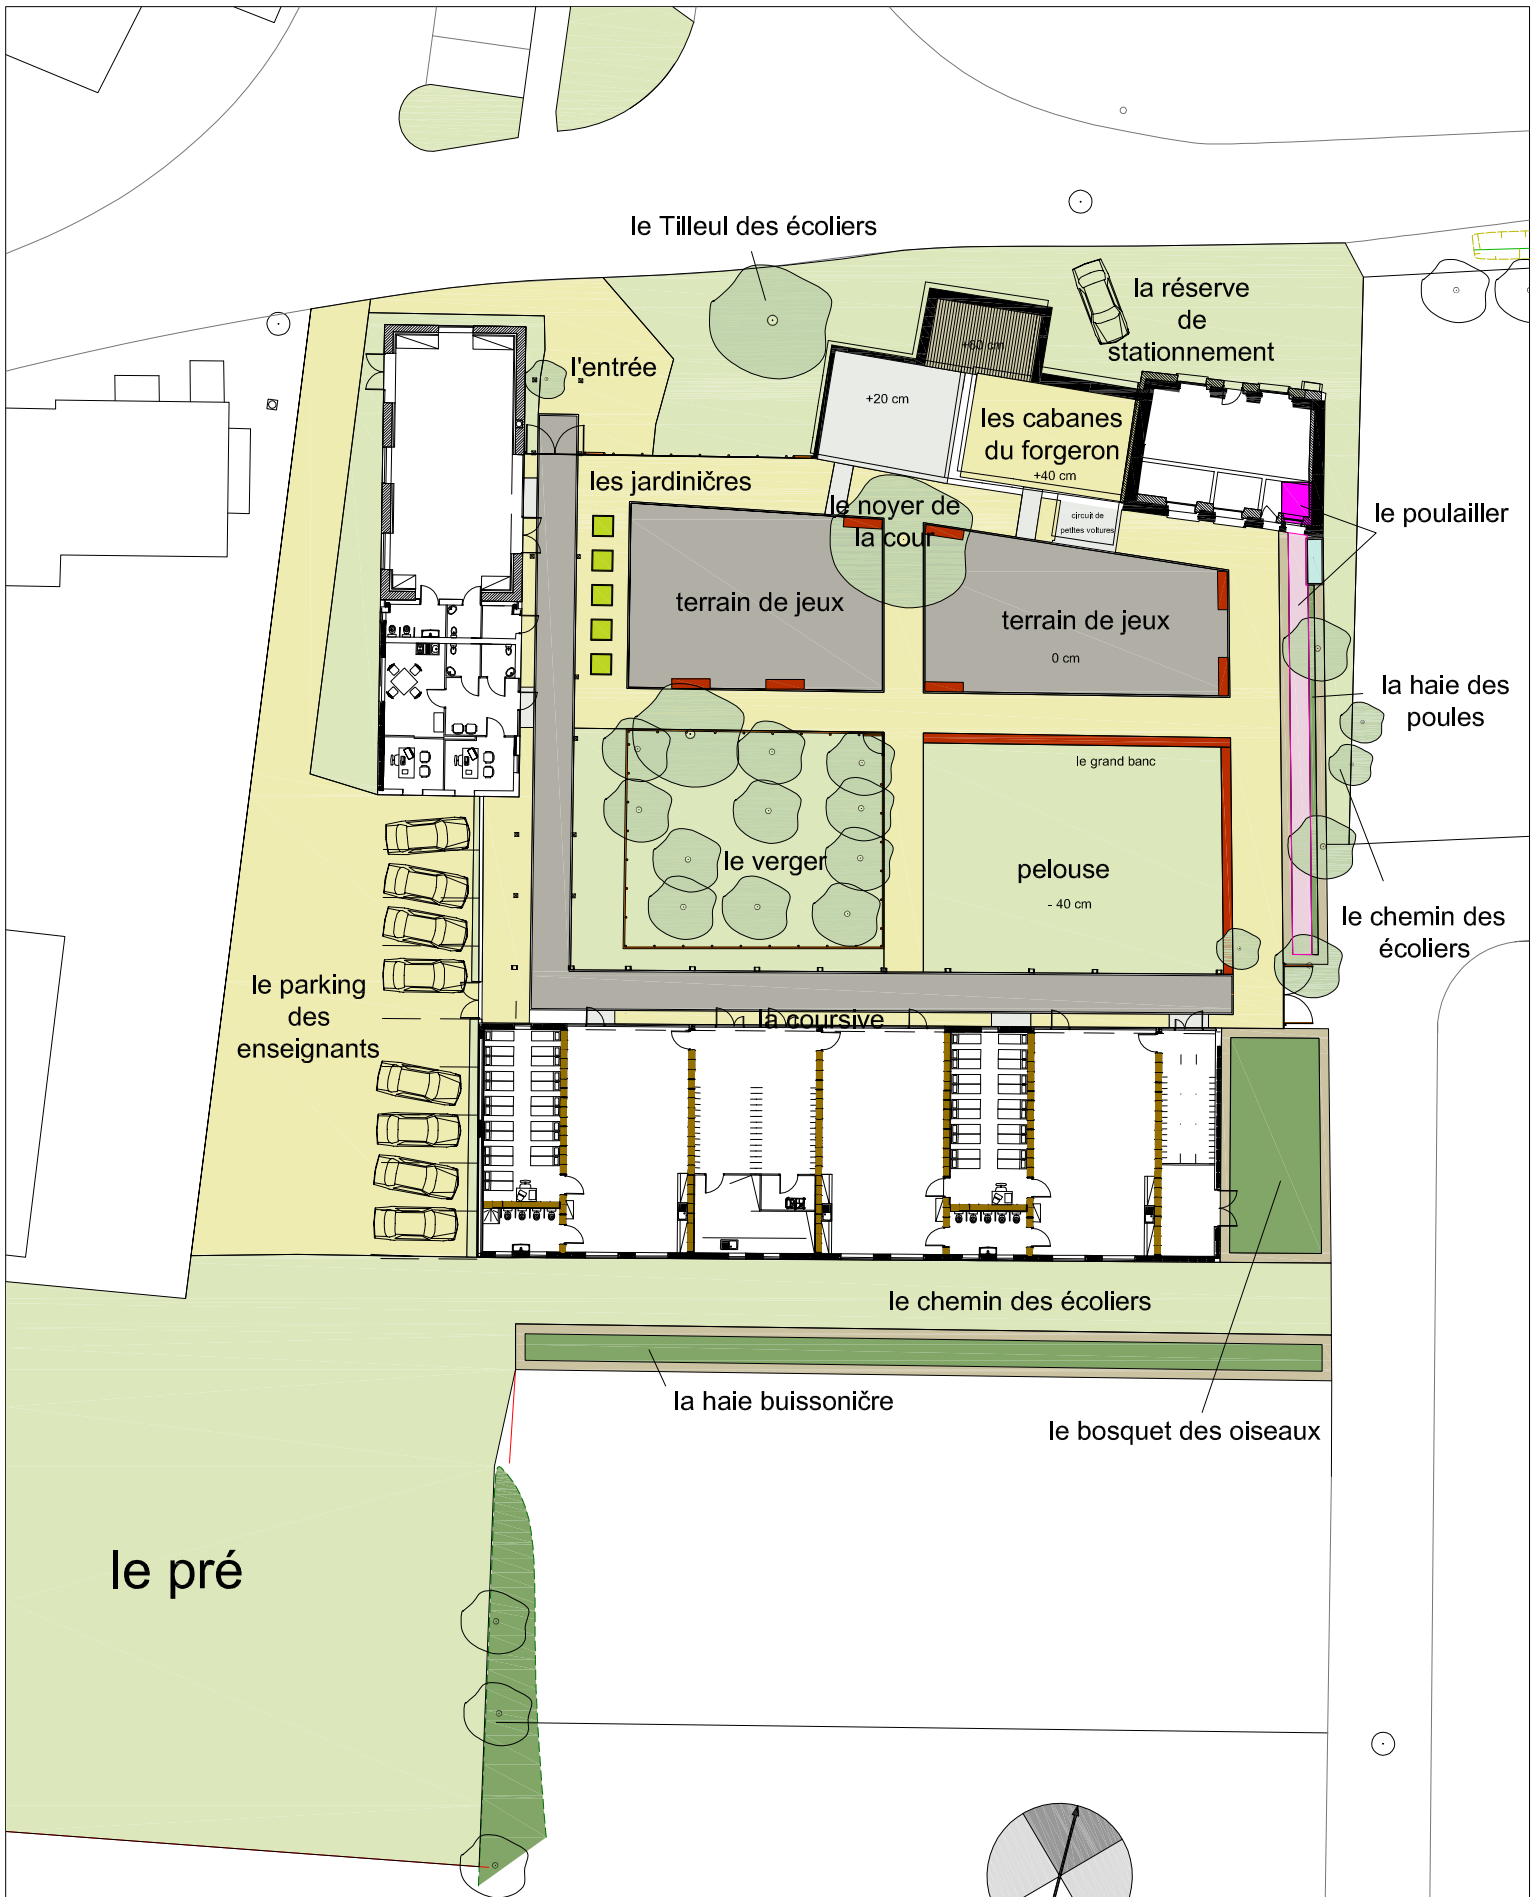 le Tilleul des écoliers
la réserve
de
stationnement
l'entrée
+60 cm
+20 cm
les cabanes
du forgeron
+40 cm
les jardiničres
le noyer de
la cour
circuit de
petites voitures
le poulailler
terrain de jeux
terrain de jeux
0 cm
la haie des
poules
le grand banc
le verger
pelouse
- 40 cm
le chemin des
écoliers
le parking
des
enseignants
la coursive
le chemin des écoliers
la haie buissoničre
le bosquet des oiseaux
le pré